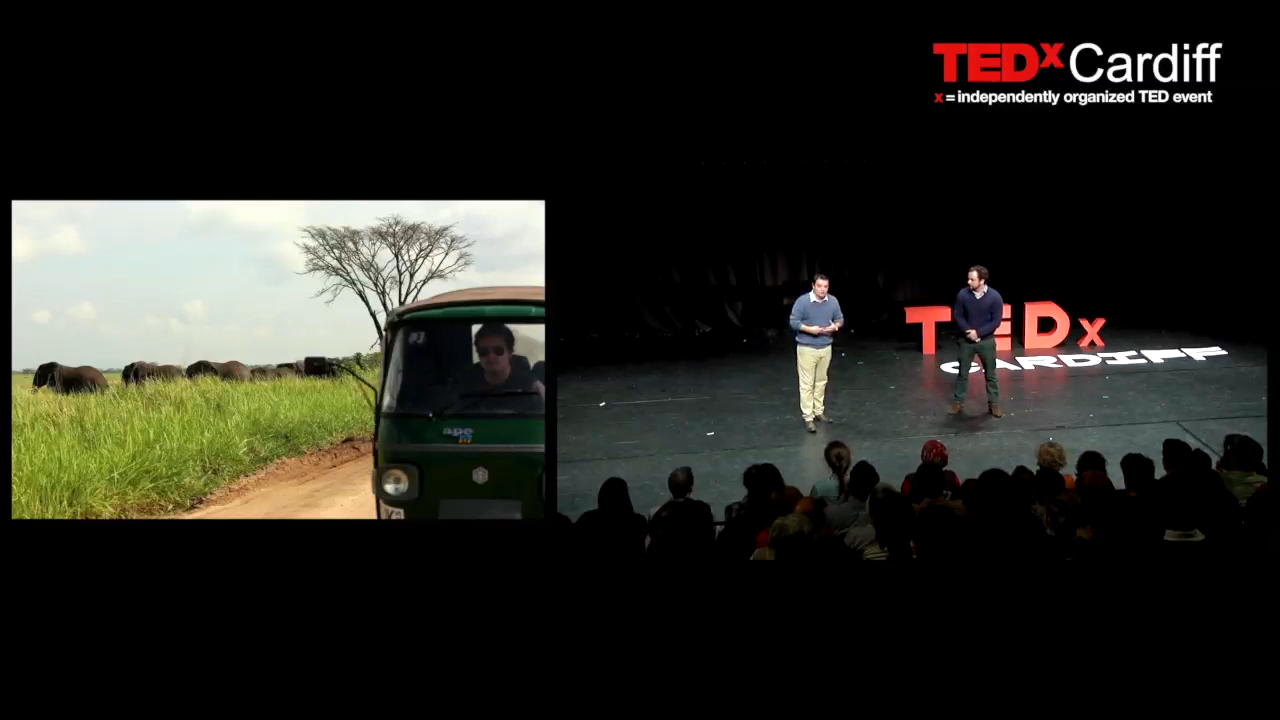 TEDxCardiff
x = independently organized TED event
TEDx
CARDIFF
ape